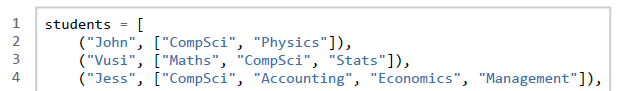 1 students = [
2     ("John", ["CompSci", "Physics"]),
3     ("Vusi", ["Maths", "CompSci", "Stats"]),
4     ("Jess", ["CompSci", "Accounting", "Economics", "Management"]),